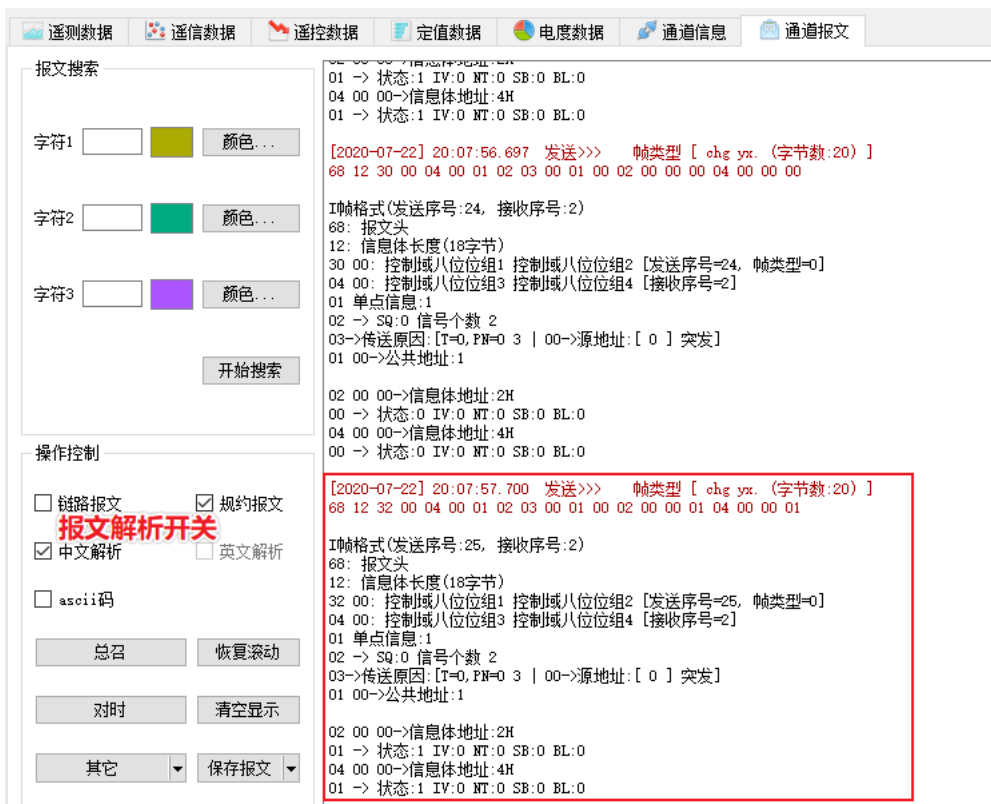 遥测数据 遥信数据 遥控数据 定值数据 电度数据 通道信息 通道报文
报文搜索
字符1 颜色...
字符2 颜色...
字符3 颜色...
开始搜索
操作控制
链路报文 规约报文
报文解析开关
中文解析 英文解析
ascii码
总召 恢复滚动
对时 清空显示
其它 保存报文
01 -> 状态:1 IV:0 NT:0 SB:0 BL:0
04 00 00->信息体地址:4H
01 -> 状态:1 IV:0 NT:0 SB:0 BL:0
[2020-07-22] 20:07:56.697 发送>>> 帧类型 [ chg yx. (字节数:20) ]
68 12 30 00 04 00 01 02 03 00 01 00 02 00 00 00 04 00 00 00
I帧格式(发送序号:24, 接收序号:2)
68: 报文头
12: 信息体长度(18字节)
30 00: 控制域八位位组1 控制域八位位组2 [发送序号=24, 帧类型=0]
04 00: 控制域八位位组3 控制域八位位组4 [接收序号=2]
01 单点信息:1
02 -> SQ:0 信号个数 2
03->传送原因:[T=0,PN=0 3 | 00->源地址:[ 0 ] 突发]
01 00->公共地址:1
02 00 00->信息体地址:2H
00 -> 状态:0 IV:0 NT:0 SB:0 BL:0
04 00 00->信息体地址:4H
00 -> 状态:0 IV:0 NT:0 SB:0 BL:0
[2020-07-22] 20:07:57.700 发送>>> 帧类型 [ chg yx. (字节数:20) ]
68 12 32 00 04 00 01 02 03 00 01 00 02 00 00 01 04 00 00 01
I帧格式(发送序号:25, 接收序号:2)
68: 报文头
12: 信息体长度(18字节)
32 00: 控制域八位位组1 控制域八位位组2 [发送序号=25, 帧类型=0]
04 00: 控制域八位位组3 控制域八位位组4 [接收序号=2]
01 单点信息:1
02 -> SQ:0 信号个数 2
03->传送原因:[T=0,PN=0 3 | 00->源地址:[ 0 ] 突发]
01 00->公共地址:1
02 00 00->信息体地址:2H
01 -> 状态:1 IV:0 NT:0 SB:0 BL:0
04 00 00->信息体地址:4H
01 -> 状态:1 IV:0 NT:0 SB:0 BL:0